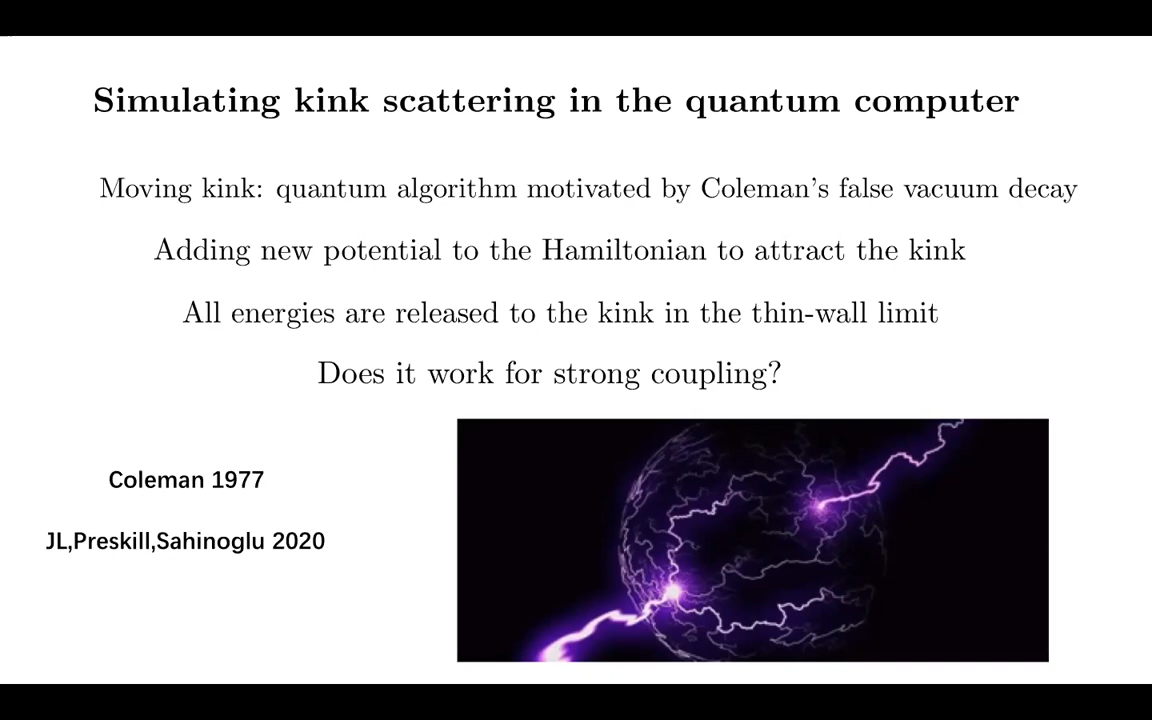 Simulating kink scattering in the quantum computer
Moving kink: quantum algorithm motivated by Coleman's false vacuum decay
Adding new potential to the Hamiltonian to attract the kink
All energies are released to the kink in the thin-wall limit
Does it work for strong coupling?
Coleman 1977
JL,Preskill,Sahinoglu 2020